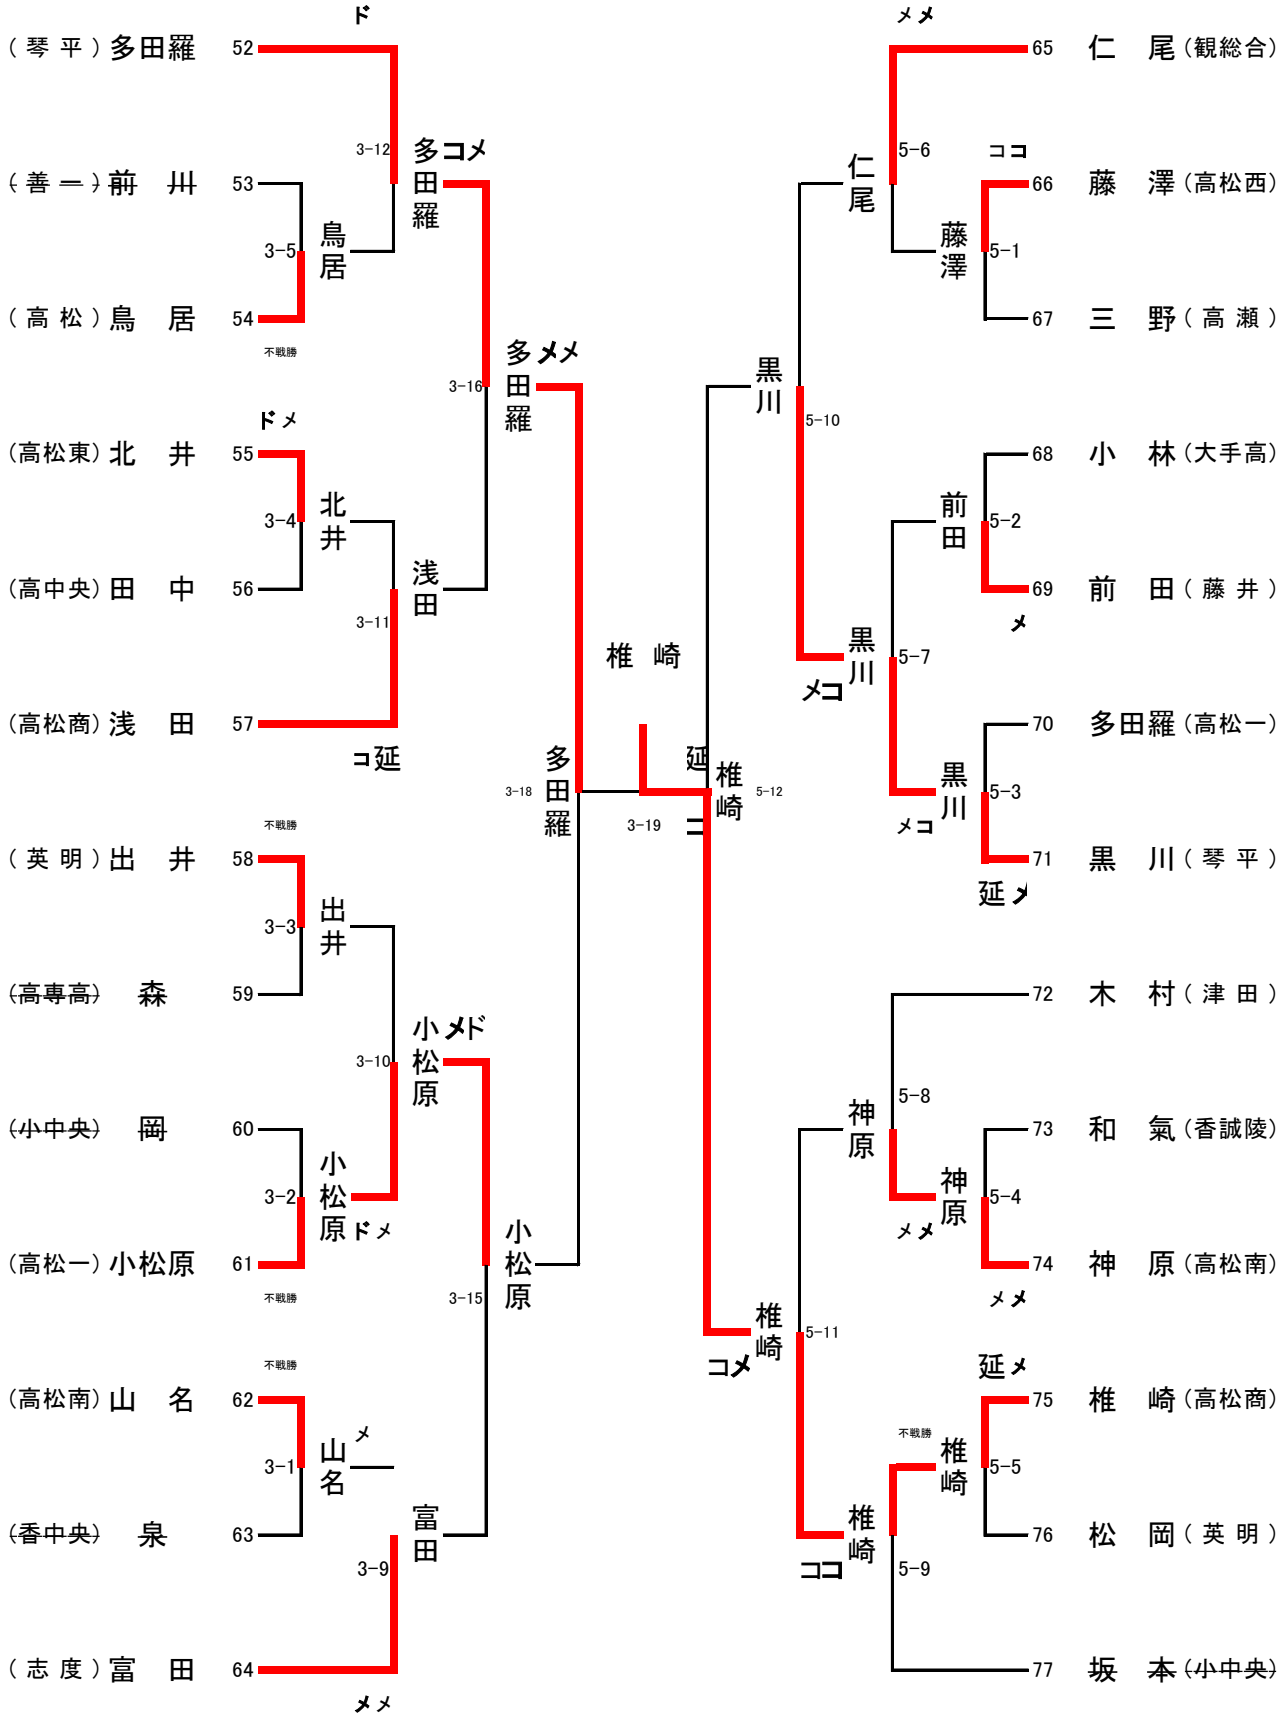 ド
(琴平) 多田羅 52
3-12
多田羅
コメ
(善一) 前川 53
3-5
鳥居
(高松) 鳥居 54
不戦勝
3-16
多田羅
メメ
ドメ
(高松東) 北井 55
3-4
北井
(高中央) 田中 56
浅田
3-11
(高松商) 浅田 57
コ延
3-18
多田羅
不戦勝
(英明) 出井 58
3-3
出井
(高専高) 森 59
小松原
メド
3-10
(小中央) 岡 60
3-2
小松原
ドメ
(高松一) 小松原 61
不戦勝
小松原
3-15
不戦勝
(高松南) 山名 62
メ
3-1
山名
(香中央) 泉 63
富田
3-9
(志度) 富田 64
メメ
椎崎
延
コ
3-19
椎崎
5-12
メメ
65 仁尾 (観総合)
5-6
仁尾
ココ
66 藤澤 (高松西)
藤澤
5-1
67 三野 (高瀬)
黒川
5-10
68 小林 (大手高)
前田
5-2
69 前田 (藤井)
メ
黒川
メコ
5-7
70 多田羅 (高松一)
黒川
メコ
5-3
71 黒川 (琴平)
延メ
72 木村 (津田)
5-8
神原
73 和氣 (香誠陵)
神原
メメ
5-4
74 神原 (高松南)
メメ
椎崎
コメ
5-11
延メ
75 椎崎 (高松商)
不戦勝
椎崎
5-5
76 松岡 (英明)
椎崎
ココ
5-9
77 坂本 (小中央)